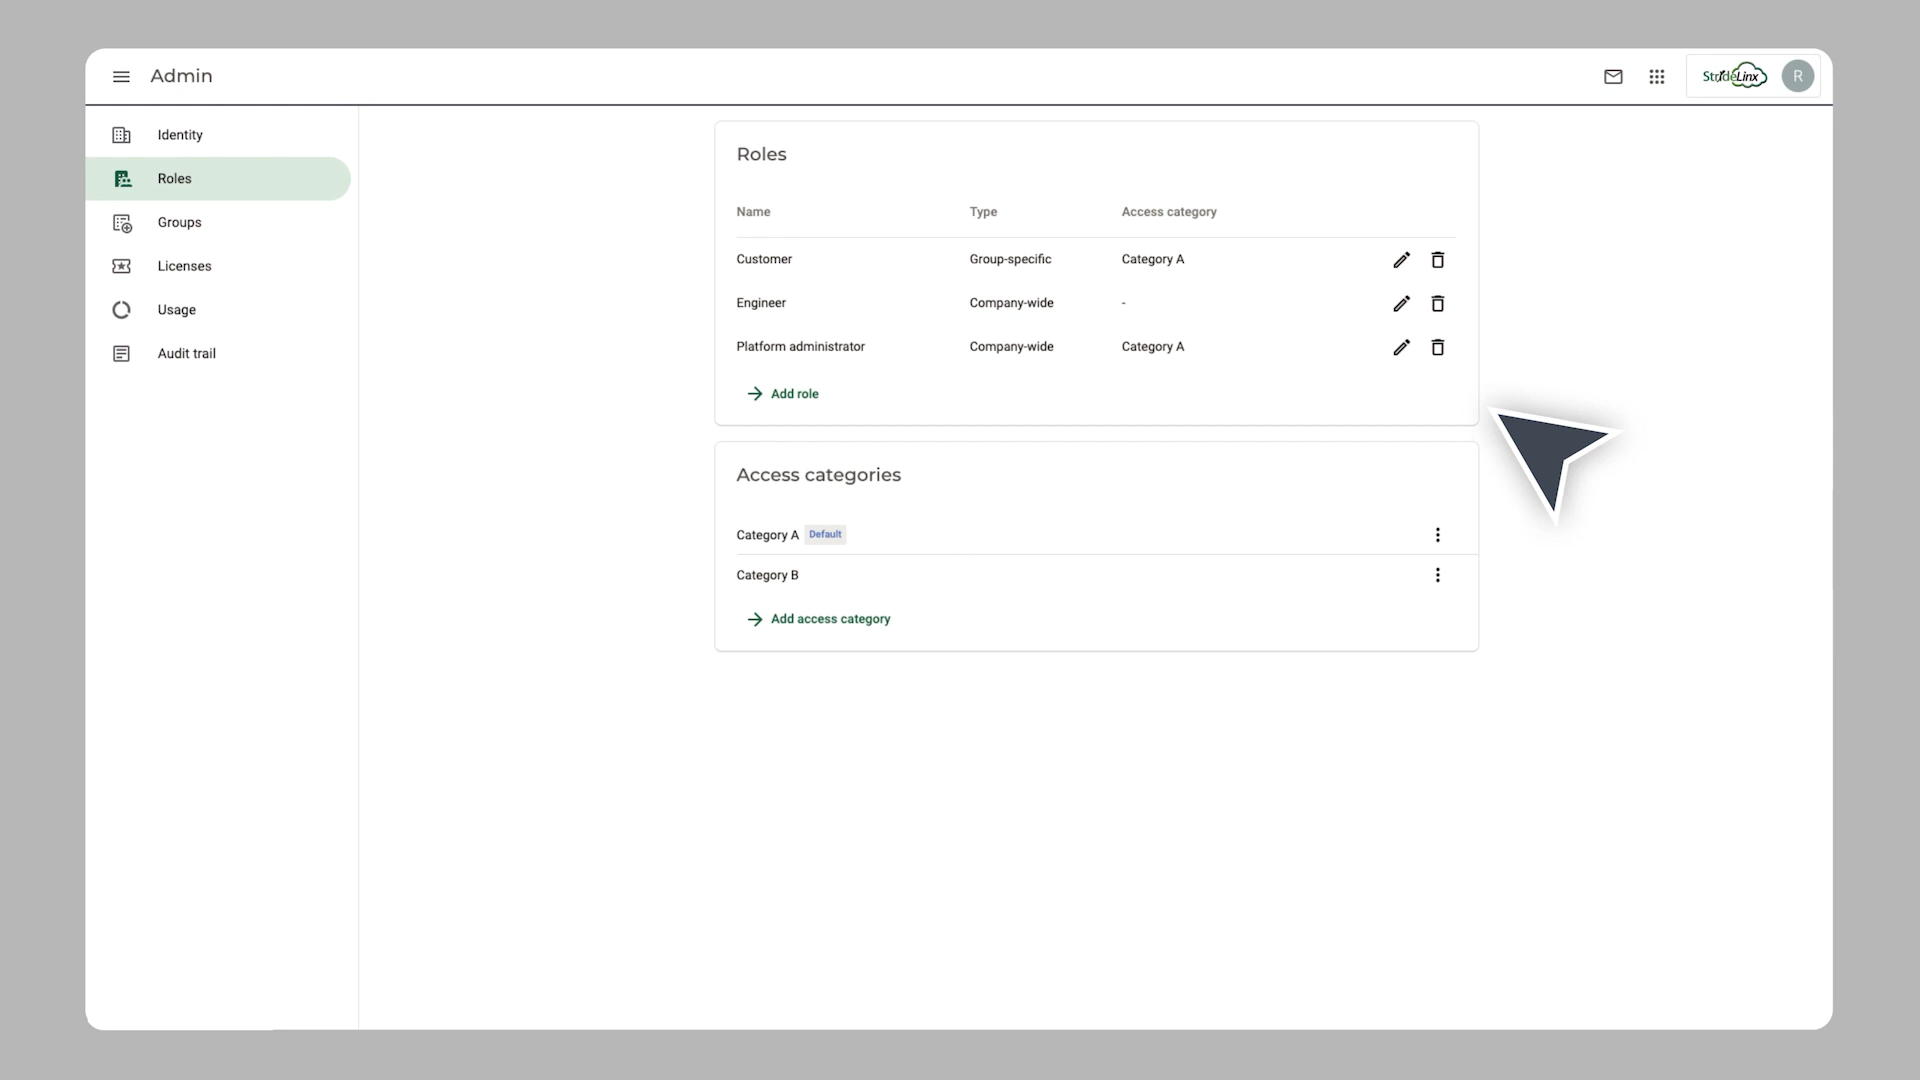 Admin
StrideLinx
R
Identity
Roles
Groups
Licenses
Usage
Audit trail
Roles
Name Type Access category
Customer Group-specific Category A
Engineer Company-wide -
Platform administrator Company-wide Category A
Add role
Access categories
Category A Default
Category B
Add access category